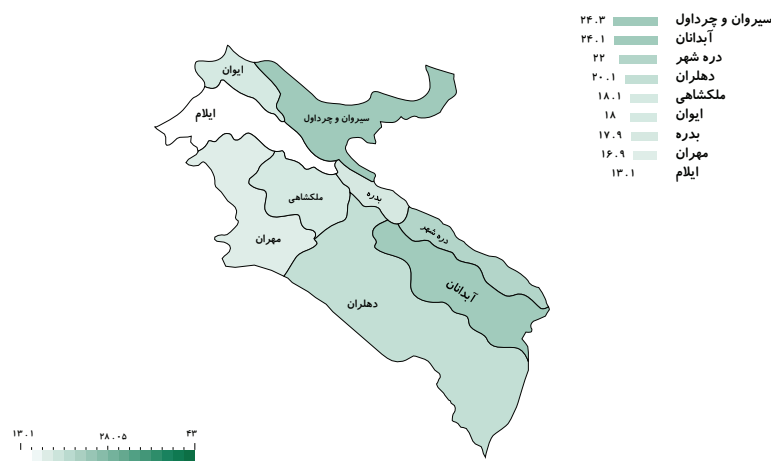 سیروان و چرداول ۲۴.۳
آبدانان ۲۴.۱
دره شهر ۲۲
دهلران ۲۰.۱
ملکشاهی ۱۸.۱
ایوان ۱۸
بدره ۱۷.۹
مهران ۱۶.۹
ایلام ۱۳.۱
ایوان
ایلام
سیروان و چرداول
ملکشاهی
بدره
مهران
دره شهر
آبدانان
دهلران
۱۳.۱ ۲۸.۰۵ ۴۳